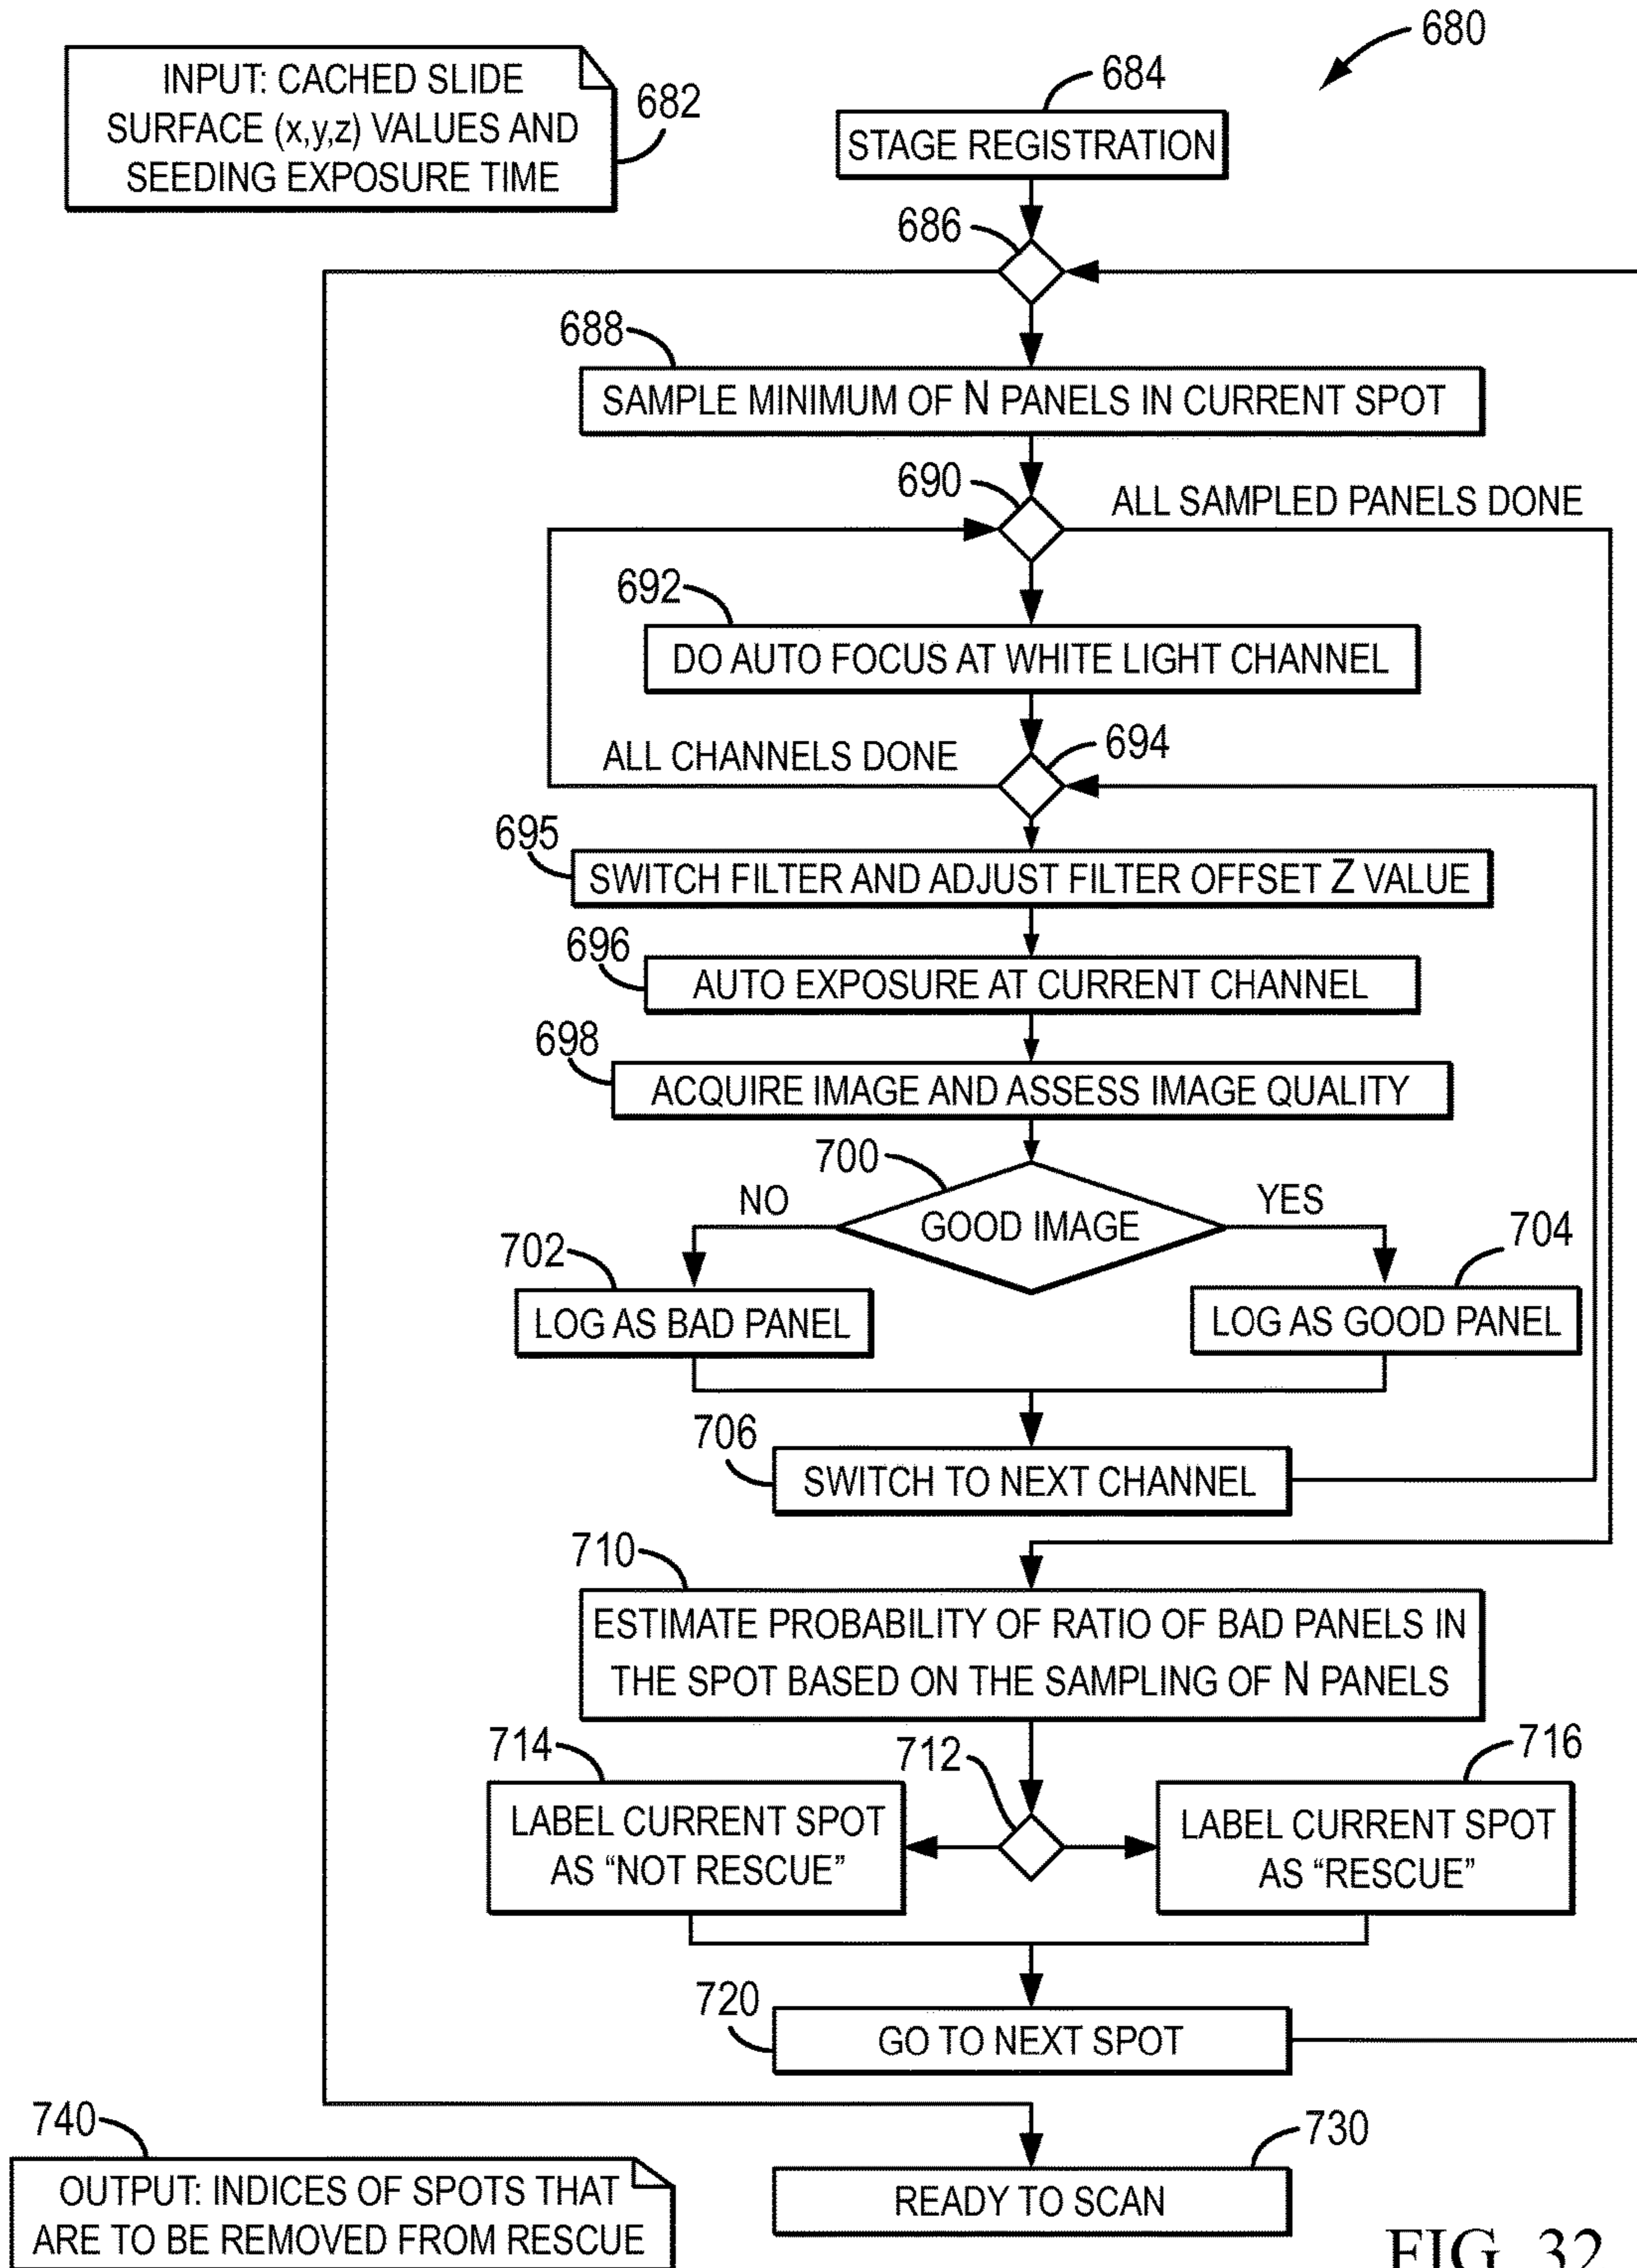 680
INPUT: CACHED SLIDE
SURFACE (x,y,z) VALUES AND
SEEDING EXPOSURE TIME
682
684
STAGE REGISTRATION
686
688
SAMPLE MINIMUM OF N PANELS IN CURRENT SPOT
690
ALL SAMPLED PANELS DONE
692
DO AUTO FOCUS AT WHITE LIGHT CHANNEL
ALL CHANNELS DONE
694
695
SWITCH FILTER AND ADJUST FILTER OFFSET Z VALUE
696
AUTO EXPOSURE AT CURRENT CHANNEL
698
ACQUIRE IMAGE AND ASSESS IMAGE QUALITY
700
NO
YES
GOOD IMAGE
702
704
LOG AS BAD PANEL
LOG AS GOOD PANEL
706
SWITCH TO NEXT CHANNEL
710
ESTIMATE PROBABILITY OF RATIO OF BAD PANELS IN
THE SPOT BASED ON THE SAMPLING OF N PANELS
714
712
716
LABEL CURRENT SPOT
AS “NOT RESCUE”
LABEL CURRENT SPOT
AS “RESCUE”
720
GO TO NEXT SPOT
740
730
OUTPUT: INDICES OF SPOTS THAT
ARE TO BE REMOVED FROM RESCUE
READY TO SCAN
FIG. 32